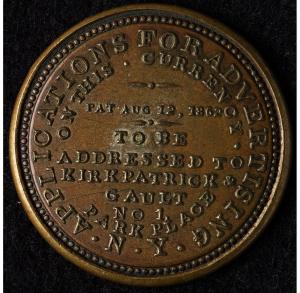 APPLICATIONS FOR ADVERTISING
ON THIS CURRENCY.
PAT AUG 12, 1862
TO BE
ADDRESSED TO
KIRKPATRICK &
GAULT
NO 1,
PARK PLACE
N.Y.